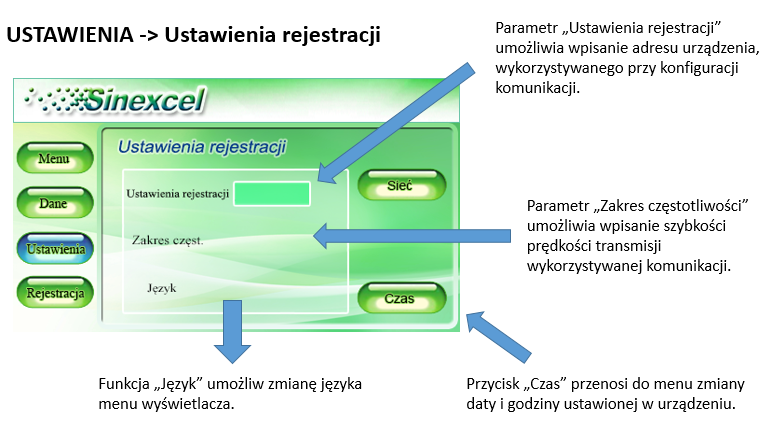 USTAWIENIA -> Ustawienia rejestracji
Parametr „Ustawienia rejestracji”
umożliwia wpisanie adresu urządzenia,
wykorzystywanego przy konfiguracji
komunikacji.
Sinexcel
Ustawienia rejestracji
Menu
Dane
Ustawienia
Rejestracja
Ustawienia rejestracji
Zakres częst.
Język
Sieć
Czas
Parametr „Zakres częstotliwości”
umożliwia wpisanie szybkości
prędkości transmisji
wykorzystywanej komunikacji.
Funkcja „Język” umożliw zmianę języka
menu wyświetlacza.
Przycisk „Czas” przenosi do menu zmiany
daty i godziny ustawionej w urządzeniu.